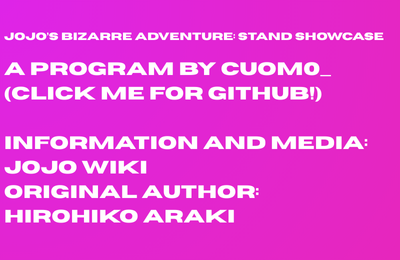 JOJO'S BIZARRE ADVENTURE: STAND SHOWCASE
A PROGRAM BY CUOM0_
(CLICK ME FOR GITHUB!)
INFORMATION AND MEDIA:
JOJO WIKI
ORIGINAL AUTHOR:
HIROHIKO ARAKI